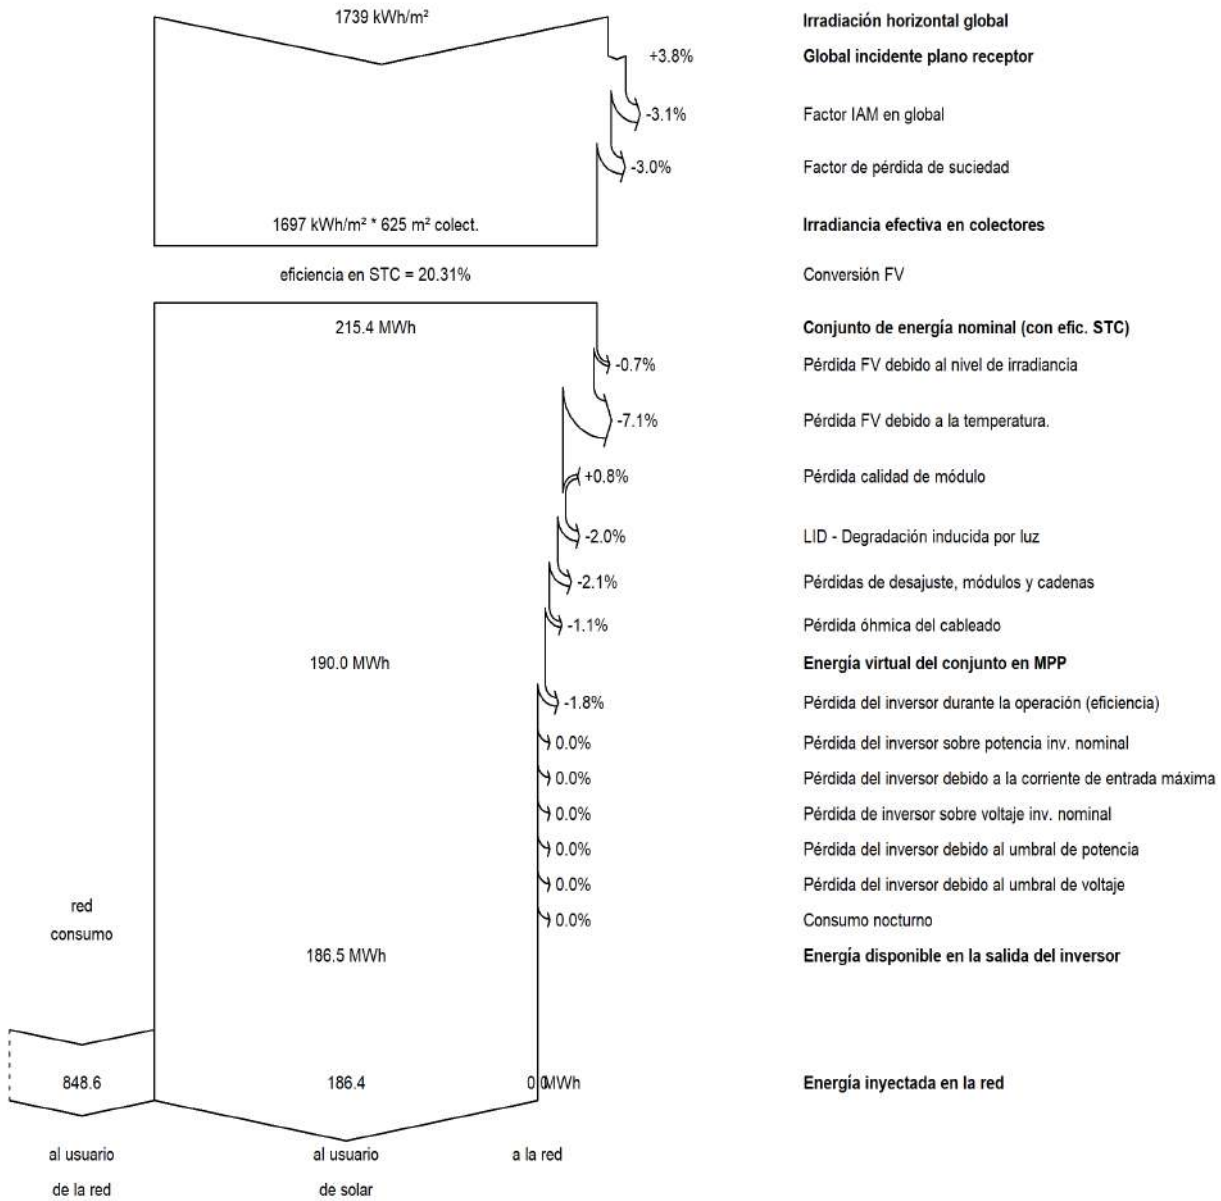 1739 kWh/m² Irradiación horizontal global
+3.8% Global incidente plano receptor
-3.1% Factor IAM en global
-3.0% Factor de pérdida de suciedad
1697 kWh/m² * 625 m² colect. Irradiancia efectiva en colectores
eficiencia en STC = 20.31% Conversión FV
215.4 MWh Conjunto de energía nominal (con efic. STC)
-0.7% Pérdida FV debido al nivel de irradiancia
-7.1% Pérdida FV debido a la temperatura.
+0.8% Pérdida calidad de módulo
-2.0% LID - Degradación inducida por luz
-2.1% Pérdidas de desajuste, módulos y cadenas
-1.1% Pérdida óhmica del cableado
190.0 MWh Energía virtual del conjunto en MPP
-1.8% Pérdida del inversor durante la operación (eficiencia)
0.0% Pérdida del inversor sobre potencia inv. nominal
0.0% Pérdida del inversor debido a la corriente de entrada máxima
0.0% Pérdida de inversor sobre voltaje inv. nominal
0.0% Pérdida del inversor debido al umbral de potencia
0.0% Pérdida del inversor debido al umbral de voltaje
red
0.0% Consumo nocturno
consumo
186.5 MWh Energía disponible en la salida del inversor
848.6 186.4 0.0 MWh Energía inyectada en la red
al usuario al usuario a la red
de la red de solar